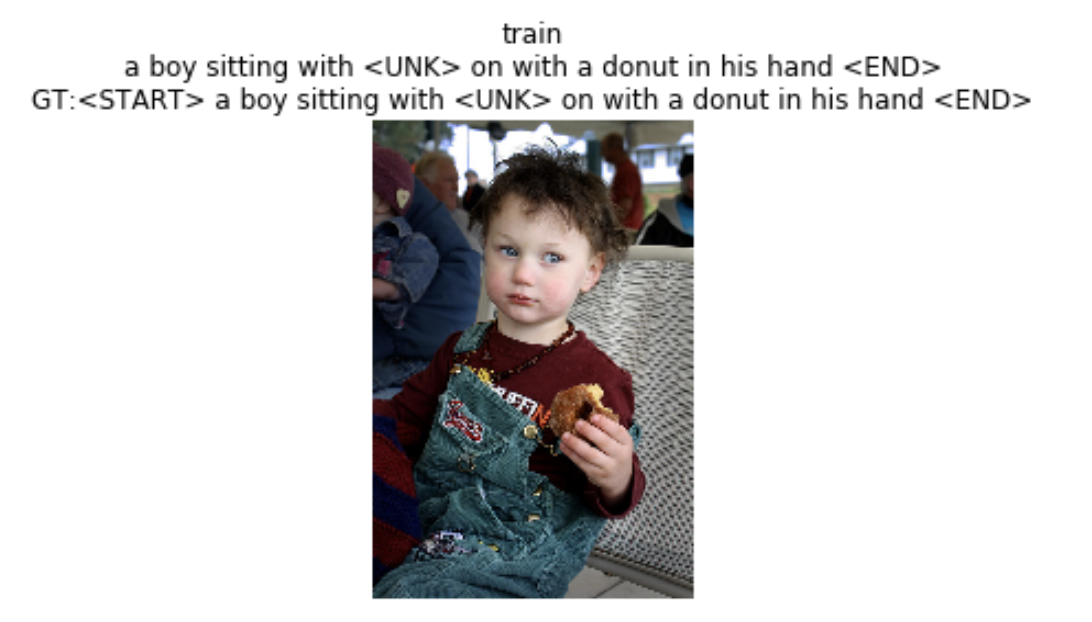 train
a boy sitting with <UNK> on with a donut in his hand <END>
GT:<START> a boy sitting with <UNK> on with a donut in his hand <END>